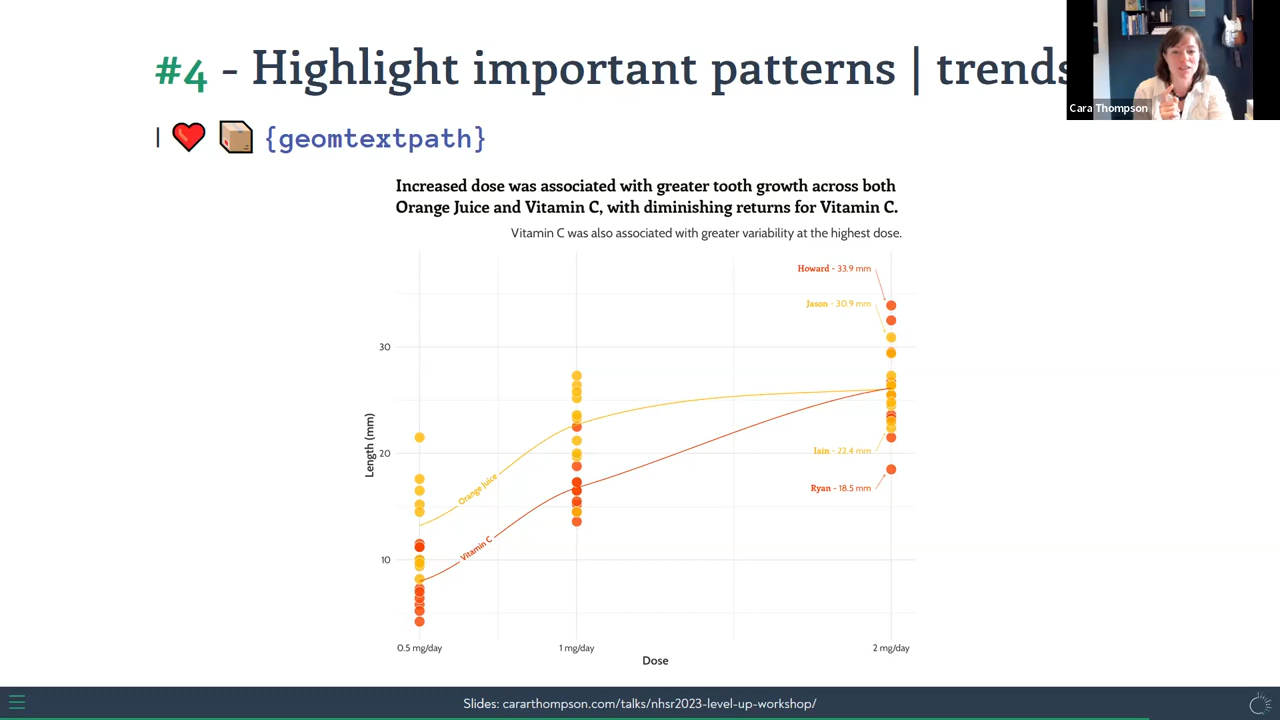 #4 - Highlight important patterns | trends
Cara Thompson
I ❤️ 📦 {geomtextpath}
Increased dose was associated with greater tooth growth across both
Orange Juice and Vitamin C, with diminishing returns for Vitamin C.
Vitamin C was also associated with greater variability at the highest dose.
Howard - 33.9 mm
Jason - 30.9 mm
30
Length (mm)
20
Iain - 22.4 mm
Orange Juice
Ryan - 18.5 mm
Vitamin C
10
0.5 mg/day
1 mg/day
2 mg/day
Dose
Slides: cararthompson.com/talks/nhsr2023-level-up-workshop/